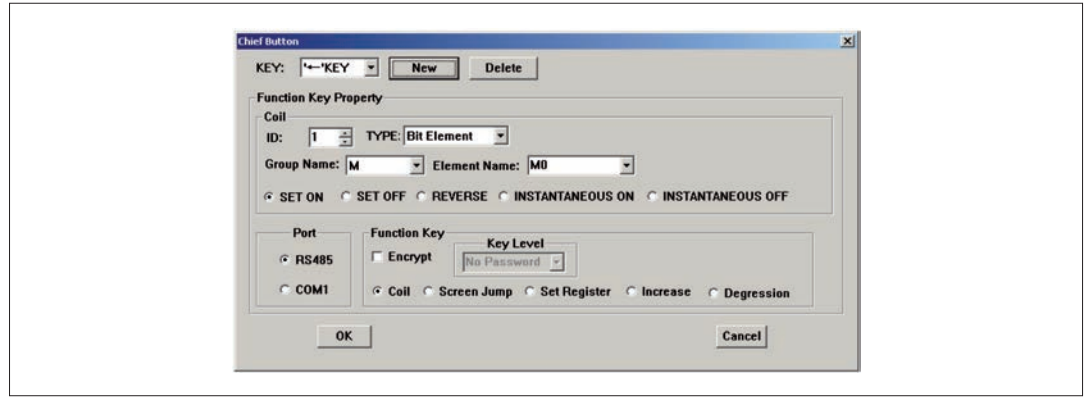 Chief Button
KEY: '←'KEY New Delete
Function Key Property
Coil
ID: 1 TYPE: Bit Element
Group Name: M Element Name: M0
SET ON SET OFF REVERSE INSTANTANEOUS ON INSTANTANEOUS OFF
Port
RS485
COM1
Function Key
Key Level
Encrypt No Password
Coil Screen Jump Set Register Increase Degression
OK Cancel